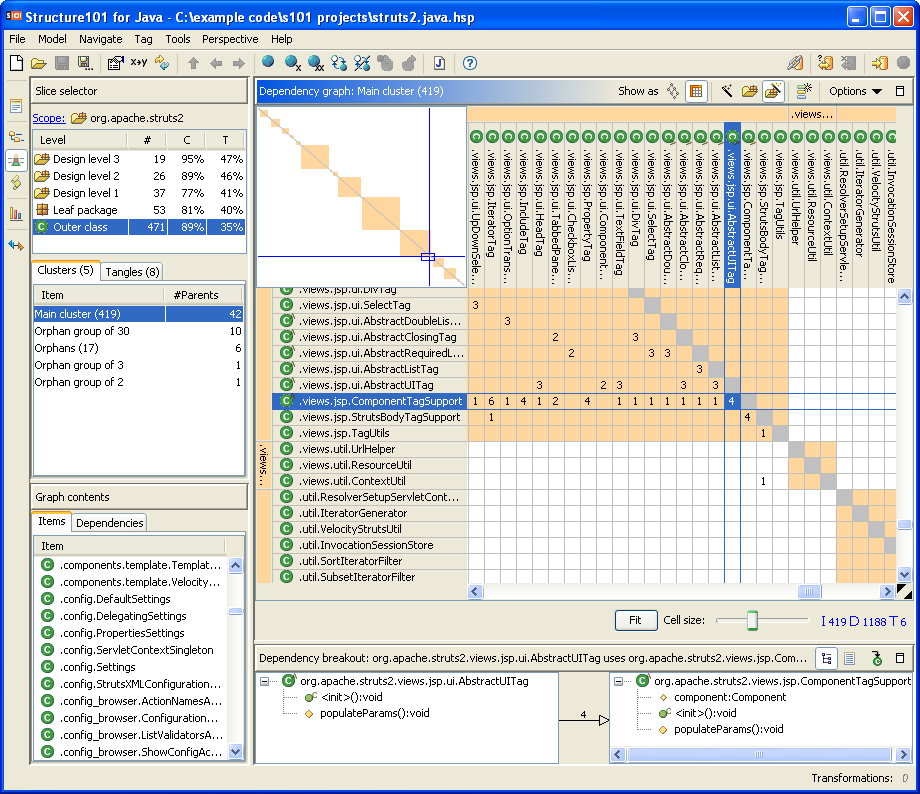 Structure101 for Java - C:\example code\s101 projects\struts2.java.hsp
File Model Navigate Tag Tools Perspective Help
Slice selector
Scope: org.apache.struts2
Level # C T
Design level 3 19 95% 47%
Design level 2 26 89% 46%
Design level 1 37 77% 41%
Leaf package 53 81% 40%
Outer class 471 89% 35%
Clusters (5) Tangles (8)
Item #Parents
Main cluster (419) 42
Orphan group of 30 10
Orphans (17) 6
Orphan group of 3 1
Orphan group of 2 1
Graph contents
Items Dependencies
Item
.components.template.Templat...
.components.template.Velocity...
.config.DefaultSettings
.config.DelegatingSettings
.config.PropertiesSettings
.config.ServletContextSingleton
.config.Settings
.config.StrutsXMLConfiguration...
.config_browser.ActionNamesA...
.config_browser.Configuration...
.config_browser.ListValidatorsA...
.config_browser.ShowConfigAc...
Dependency graph: Main cluster (419) Show as Options
.views...
.views.jsp.ui.UpDownSele...
.views.jsp.IteratorTag
.views.jsp.ui.OptionTrans...
.views.jsp.IncludeTag
.views.jsp.ui.HeadTag
.views.jsp.ui.TabbedPane...
.views.jsp.ui.CheckboxLis...
.views.jsp.PropertyTag
.views.jsp.ui.Component...
.views.jsp.ui.TextFieldTag
.views.jsp.ui.DivTag
.views.jsp.ui.SelectTag
.views.jsp.ui.AbstractDou...
.views.jsp.ui.AbstractClo...
.views.jsp.ui.AbstractReq...
.views.jsp.ui.AbstractList...
.views.jsp.ui.AbstractUITag
.views.jsp.ComponentTa...
.views.jsp.StrutsBodyTag...
.views.jsp.TagUtils
.views.util.UrlHelper
.views.util.ResourceUtil
.views.util.ContextUtil
.util.ResolverSetupServle...
.util.IteratorGenerator
.util.VelocityStrutsUtil
.util.InvocationSessionStore
.views.jsp.ui.DivTag
.views.jsp.ui.SelectTag 3
.views.jsp.ui.AbstractDoubleLis... 3
.views.jsp.ui.AbstractClosingTag 2 3
.views.jsp.ui.AbstractRequiredL... 2 3 3
.views.jsp.ui.AbstractListTag 3
.views.jsp.ui.AbstractUITag 3 2 3 3 3
.views.jsp.ComponentTagSupport 1 6 1 4 1 2 4 1 1 1 1 1 1 1 4
.views.jsp.StrutsBodyTagSupport 1 4
.views.jsp.TagUtils 1
.views...
.views.util.UrlHelper
.views.util.ResourceUtil
.views.util.ContextUtil 1
.util.ResolverSetupServletCont...
.util.IteratorGenerator
.util.VelocityStrutsUtil
.util.InvocationSessionStore
.util.SortIteratorFilter
.util.SubsetIteratorFilter
Fit Cell size: I 419 D 1188 T 6
Dependency breakout: org.apache.struts2.views.jsp.ui.AbstractUITag uses org.apache.struts2.views.jsp.Com...
org.apache.struts2.views.jsp.ui.AbstractUITag
<init>():void
populateParams():void
4
org.apache.struts2.views.jsp.ComponentTagSupport
component:Component
<init>():void
populateParams():void
Transformations: 0